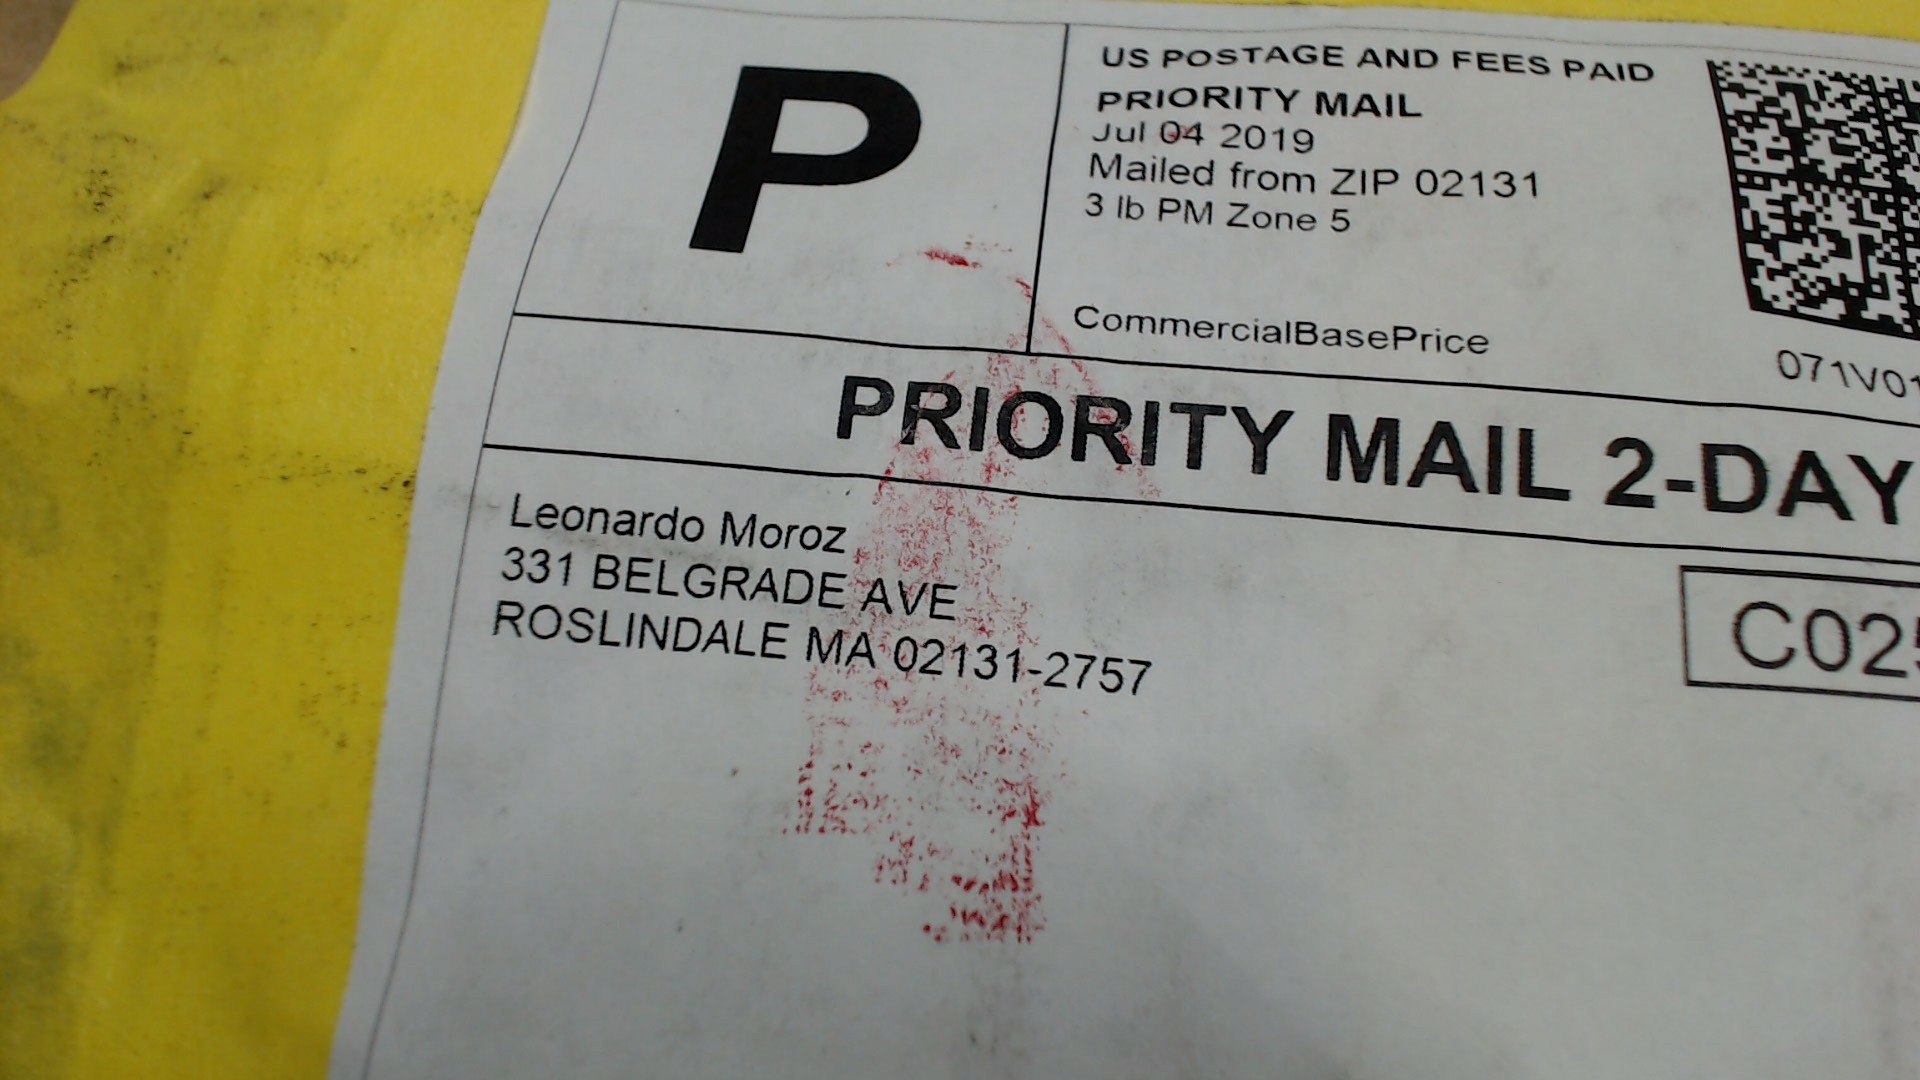 P
US POSTAGE AND FEES PAID
PRIORITY MAIL
Jul 04 2019
Mailed from ZIP 02131
3 lb PM Zone 5
CommercialBasePrice
071V01
PRIORITY MAIL 2-DAY
Leonardo Moroz
331 BELGRADE AVE
ROSLINDALE MA 02131-2757
C02